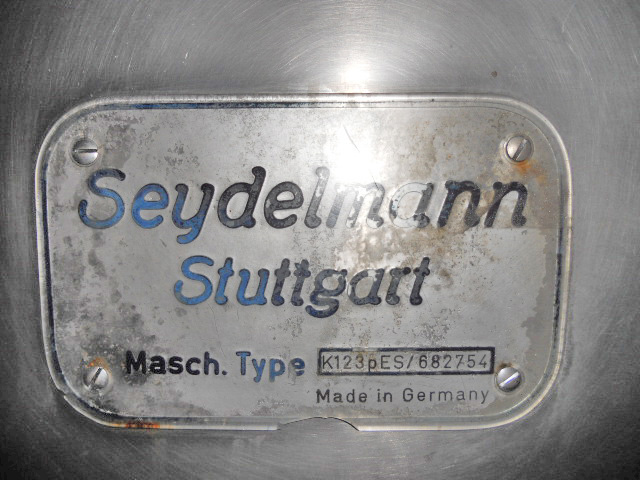 Seydelmann
Stuttgart
Masch. Type K123pES/682754
Made in Germany